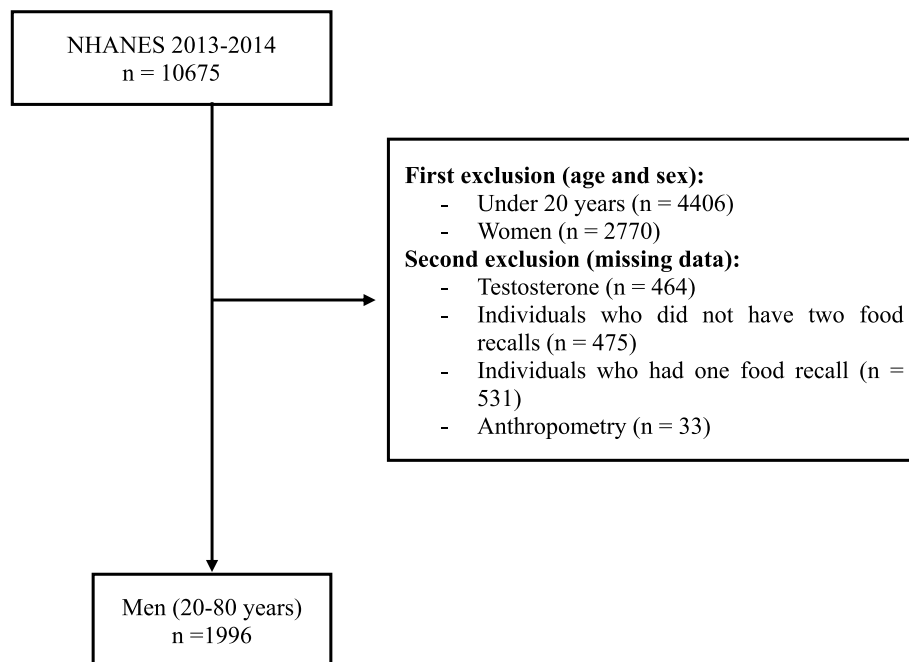 NHANES 2013-2014
n = 10675
First exclusion (age and sex):
- Under 20 years (n = 4406)
- Women (n = 2770)
Second exclusion (missing data):
- Testosterone (n = 464)
- Individuals who did not have two food
recalls (n = 475)
- Individuals who had one food recall (n =
531)
- Anthropometry (n = 33)
Men (20-80 years)
n =1996